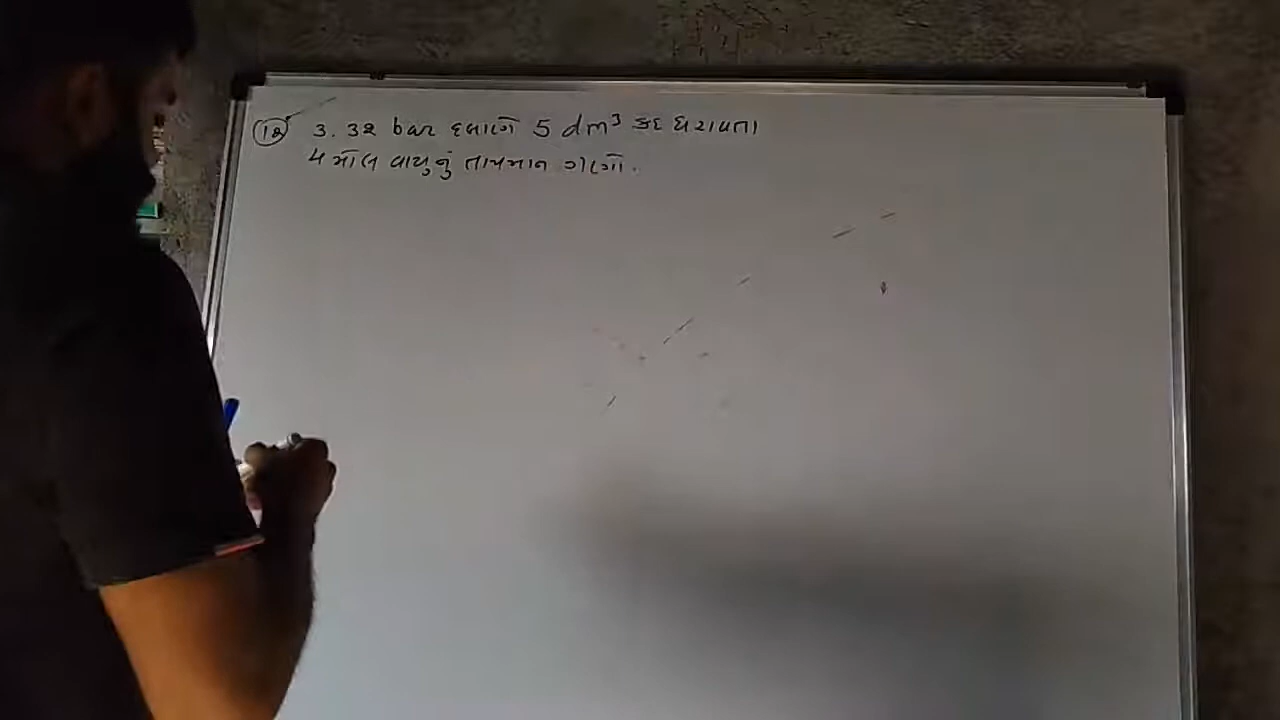 (12) 3.32 bar દબાણે 5 dm³ કદ ધરાવતા
4 મોલ વાયુનું તાપમાન ગણો.